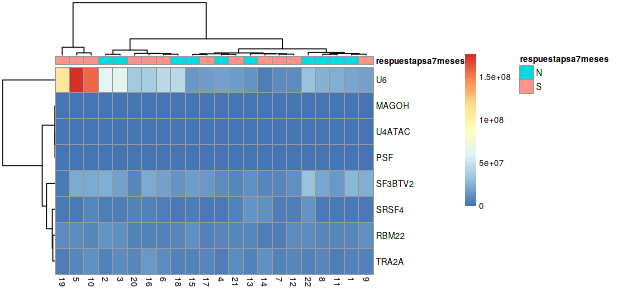 respuestapsa7meses
U6
MAGOH
U4ATAC
PSF
SF3BTV2
SRSF4
RBM22
TRA2A
19 5 10 2 3 20 16 6 18 15 17 4 21 13 14 7 12 22 8 11 1 9
1.5e+08
1e+08
5e+07
0
respuestapsa7meses
N
S